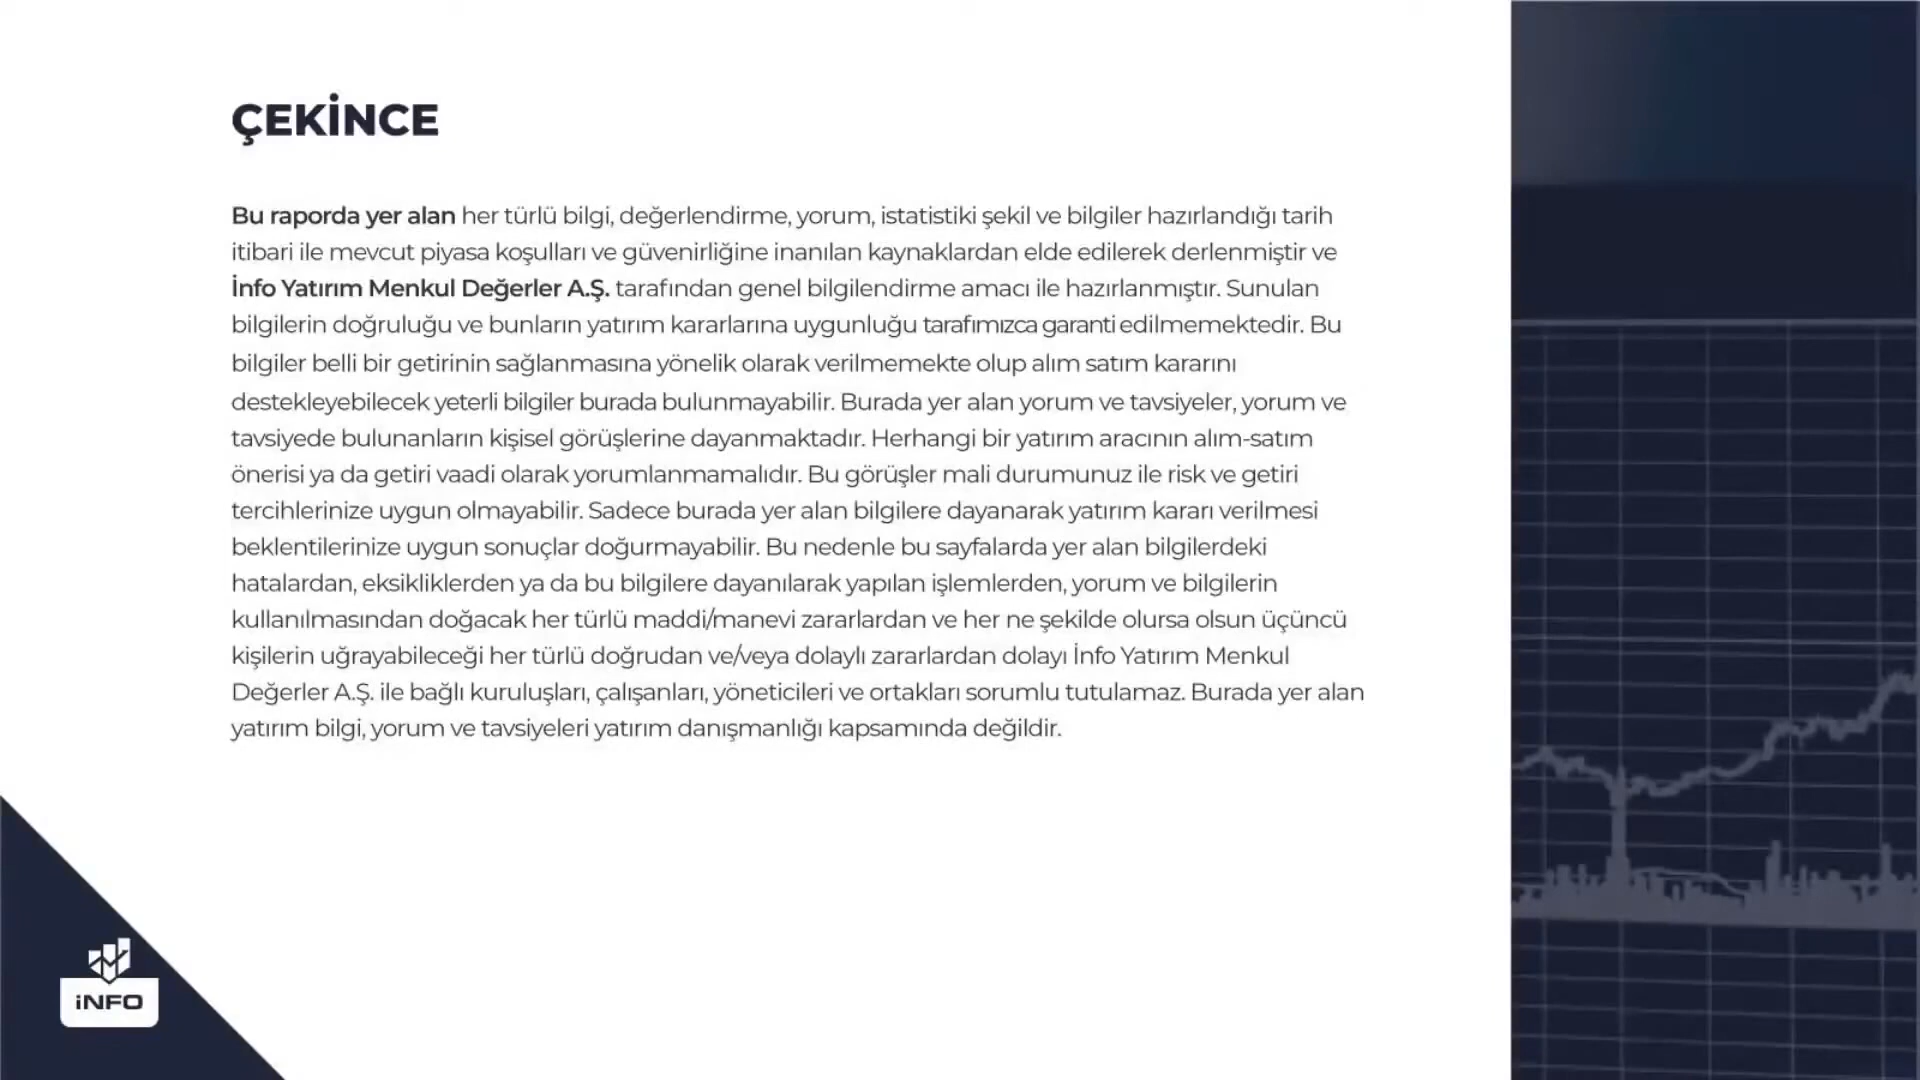 ÇEKİNCE
Bu raporda yer alan her türlü bilgi, değerlendirme, yorum, istatistiki şekil ve bilgiler hazırlandığı tarih
itibari ile mevcut piyasa koşulları ve güvenirliğine inanılan kaynaklardan elde edilerek derlenmiştir ve
İnfo Yatırım Menkul Değerler A.Ş. tarafından genel bilgilendirme amacı ile hazırlanmıştır. Sunulan
bilgilerin doğruluğu ve bunların yatırım kararlarına uygunluğu tarafımızca garanti edilmemektedir. Bu
bilgiler belli bir getirinin sağlanmasına yönelik olarak verilmemekte olup alım satım kararını
destekleyebilecek yeterli bilgiler burada bulunmayabilir. Burada yer alan yorum ve tavsiyeler, yorum ve
tavsiyede bulunanların kişisel görüşlerine dayanmaktadır. Herhangi bir yatırım aracının alım-satım
önerisi ya da getiri vaadi olarak yorumlanmamalıdır. Bu görüşler mali durumunuz ile risk ve getiri
tercihlerinize uygun olmayabilir. Sadece burada yer alan bilgilere dayanarak yatırım kararı verilmesi
beklentilerinize uygun sonuçlar doğurmayabilir. Bu nedenle bu sayfalarda yer alan bilgilerdeki
hatalardan, eksikliklerden ya da bu bilgilere dayanılarak yapılan işlemlerden, yorum ve bilgilerin
kullanılmasından doğacak her türlü maddi/manevi zararlardan ve her ne şekilde olursa olsun üçüncü
kişilerin uğrayabileceği her türlü doğrudan ve/veya dolaylı zararlardan dolayı İnfo Yatırım Menkul
Değerler A.Ş. ile bağlı kuruluşları, çalışanları, yöneticileri ve ortakları sorumlu tutulamaz. Burada yer alan
yatırım bilgi, yorum ve tavsiyeleri yatırım danışmanlığı kapsamında değildir.
iNFO